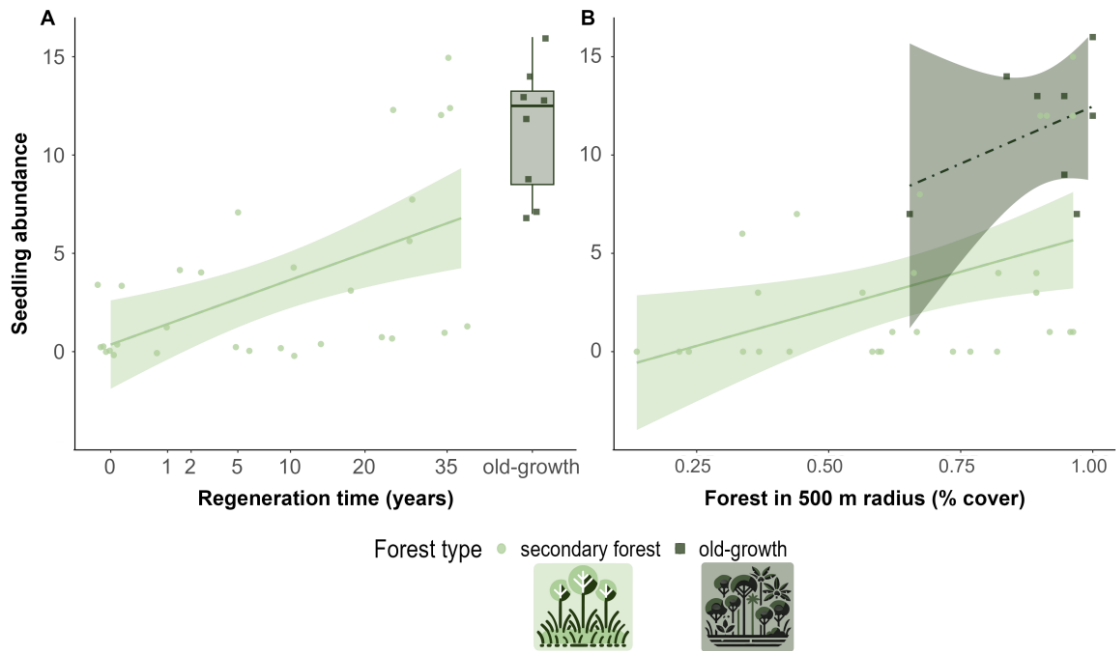 A
B
Seedling abundance
15
10
5
0
15
10
5
0
0 1 2 5 10 20 35 old-growth
0.25 0.50 0.75 1.00
Regeneration time (years)
Forest in 500 m radius (% cover)
Forest type secondary forest old-growth